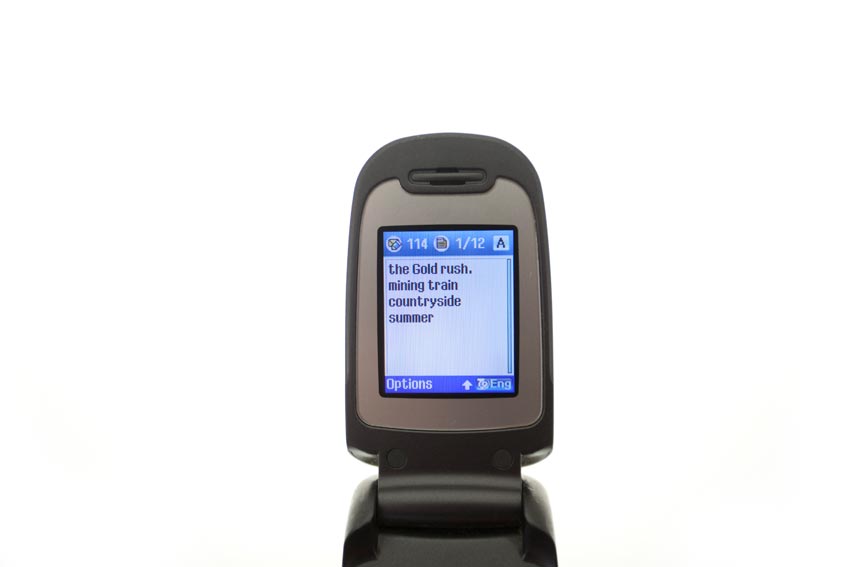 114 1/12 A
the Gold rush.
mining train
countryside
summer
Options Eng